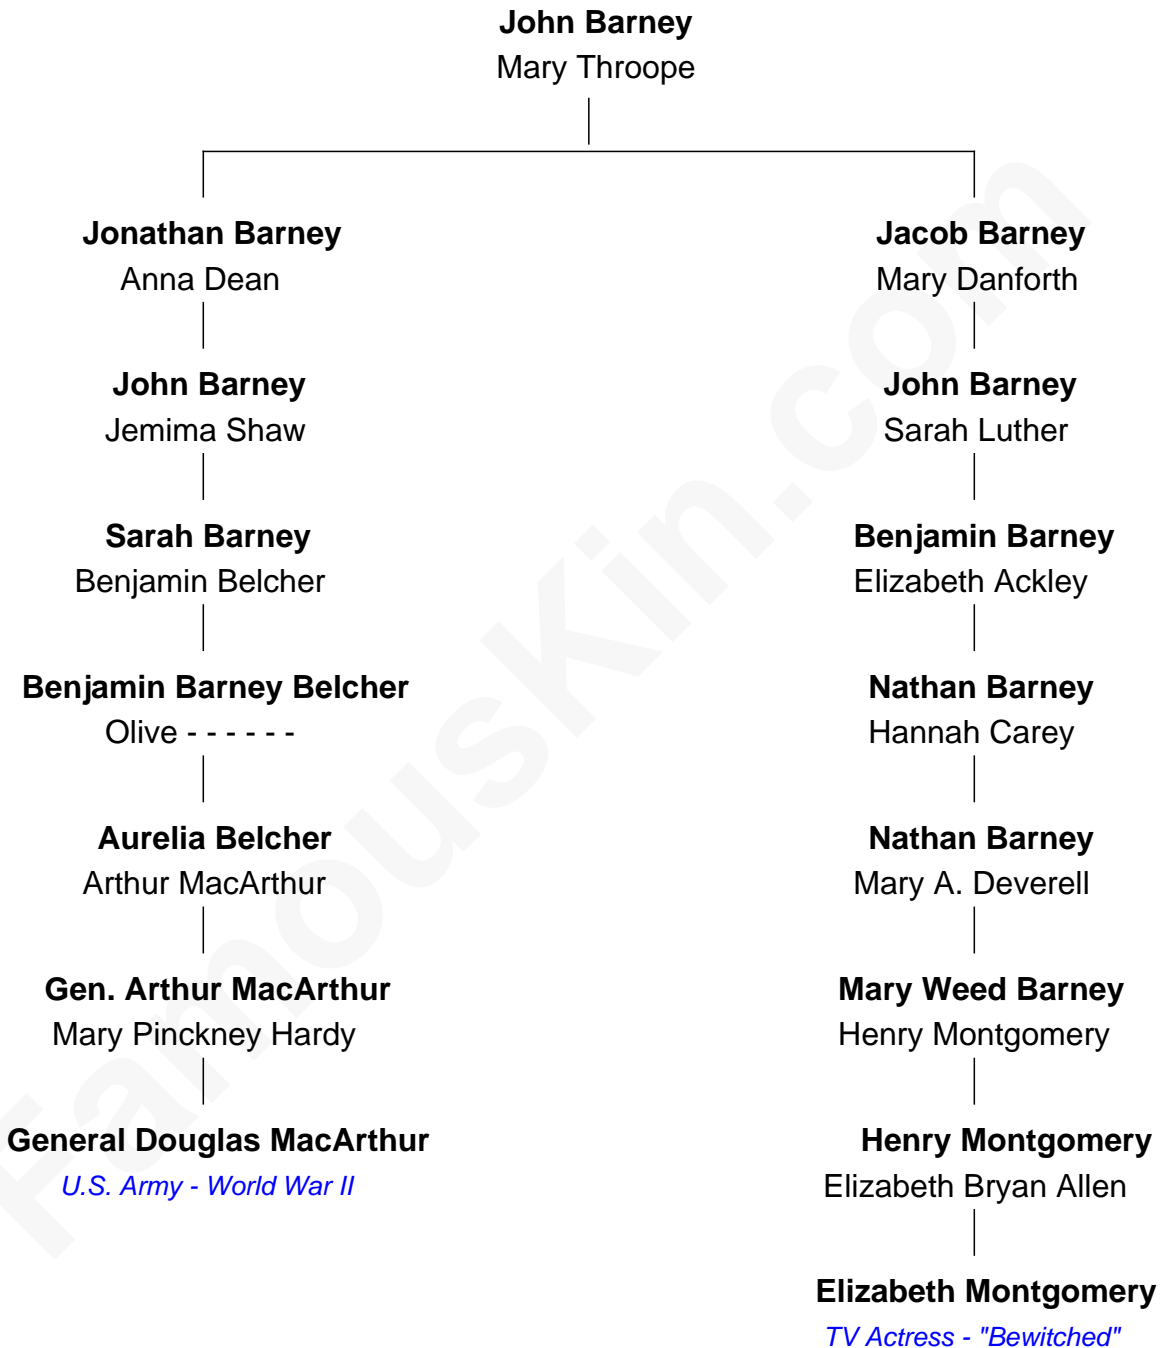 John Barney
Mary Throope
Jonathan Barney
Anna Dean
Jacob Barney
Mary Danforth
John Barney
Jemima Shaw
John Barney
Sarah Luther
Sarah Barney
Benjamin Belcher
Benjamin Barney
Elizabeth Ackley
Benjamin Barney Belcher
Olive - - - - - -
Nathan Barney
Hannah Carey
Aurelia Belcher
Arthur MacArthur
Nathan Barney
Mary A. Deverell
Gen. Arthur MacArthur
Mary Pinckney Hardy
Mary Weed Barney
Henry Montgomery
General Douglas MacArthur
U.S. Army - World War II
Henry Montgomery
Elizabeth Bryan Allen
Elizabeth Montgomery
TV Actress - "Bewitched"
FamousKin.com